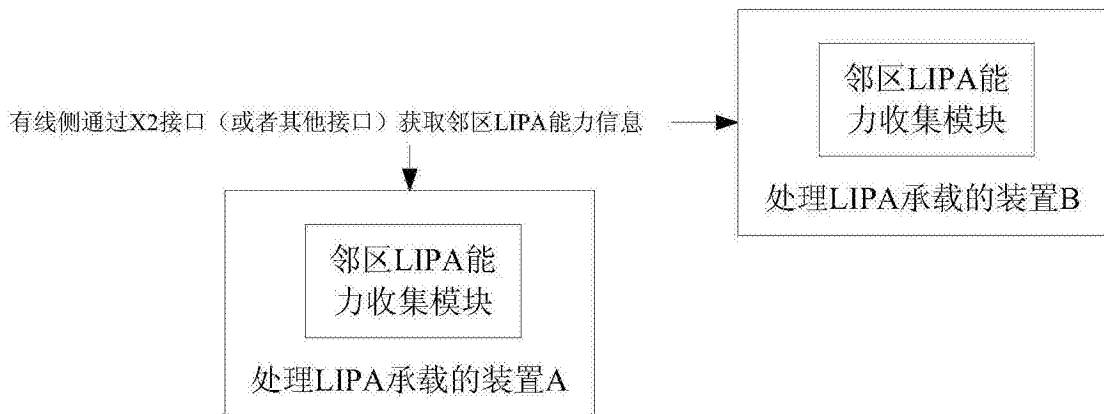 邻区LIPA能
力收集模块
处理LIPA承载的装置B
有线侧通过X2接口（或者其他接口）获取邻区LIPA能力信息
邻区LIPA能
力收集模块
处理LIPA承载的装置A